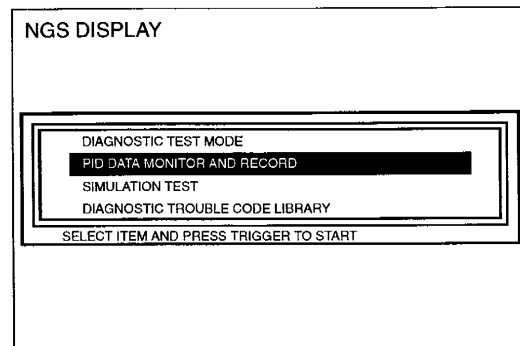 NGS DISPLAY
DIAGNOSTIC TEST MODE
PID DATA MONITOR AND RECORD
SIMULATION TEST
DIAGNOSTIC TROUBLE CODE LIBRARY
SELECT ITEM AND PRESS TRIGGER TO START